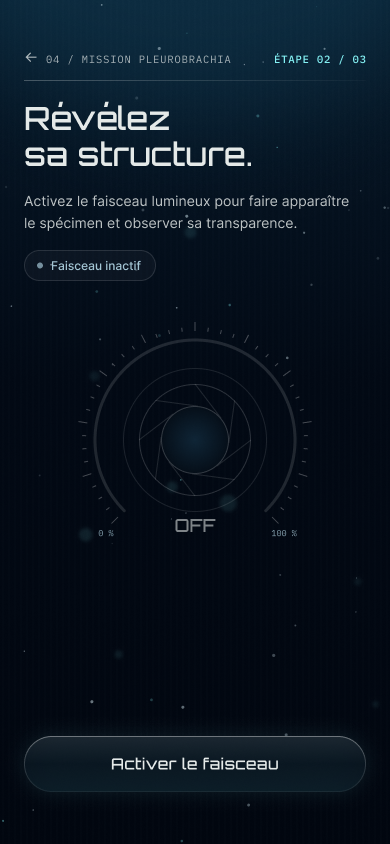 ← 04 / MISSION PLEUROBRACHIA
ÉTAPE 02 / 03
Révélez
sa structure.
Activez le faisceau lumineux pour faire apparaître
le spécimen et observer sa transparence.
Faisceau inactif
OFF
0 %
100 %
Activer le faisceau